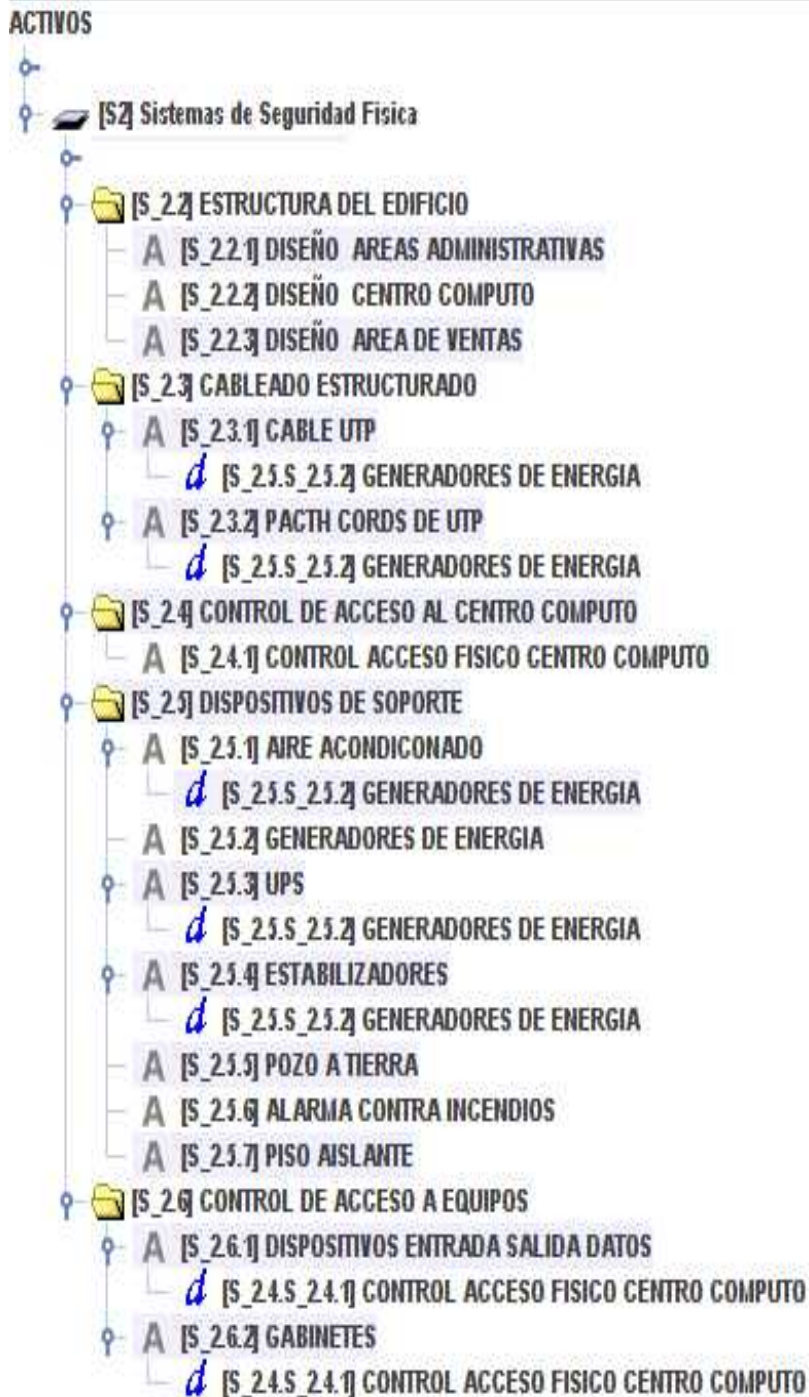 ACTIVOS
[S2] Sistemas de Seguridad Fisica
[S_2.2] ESTRUCTURA DEL EDIFICIO
A [S_2.2.1] DISEÑO AREAS ADMINISTRATIVAS
A [S_2.2.2] DISEÑO CENTRO COMPUTO
A [S_2.2.3] DISEÑO AREA DE VENTAS
[S_2.3] CABLEADO ESTRUCTURADO
A [S_2.3.1] CABLE UTP
d [S_2.5.S_2.5.2] GENERADORES DE ENERGIA
A [S_2.3.2] PACTH CORDS DE UTP
d [S_2.5.S_2.5.2] GENERADORES DE ENERGIA
[S_2.4] CONTROL DE ACCESO AL CENTRO COMPUTO
A [S_2.4.1] CONTROL ACCESO FISICO CENTRO COMPUTO
[S_2.5] DISPOSITIVOS DE SOPORTE
A [S_2.5.1] AIRE ACONDICONADO
d [S_2.5.S_2.5.2] GENERADORES DE ENERGIA
A [S_2.5.2] GENERADORES DE ENERGIA
A [S_2.5.3] UPS
d [S_2.5.S_2.5.2] GENERADORES DE ENERGIA
A [S_2.5.4] ESTABILIZADORES
d [S_2.5.S_2.5.2] GENERADORES DE ENERGIA
A [S_2.5.5] POZO A TIERRA
A [S_2.5.6] ALARMA CONTRA INCENDIOS
A [S_2.5.7] PISO AISLANTE
[S_2.6] CONTROL DE ACCESO A EQUIPOS
A [S_2.6.1] DISPOSITIVOS ENTRADA SALIDA DATOS
d [S_2.4.S_2.4.1] CONTROL ACCESO FISICO CENTRO COMPUTO
A [S_2.6.2] GABINETES
d [S_2.4.S_2.4.1] CONTROL ACCESO FISICO CENTRO COMPUTO